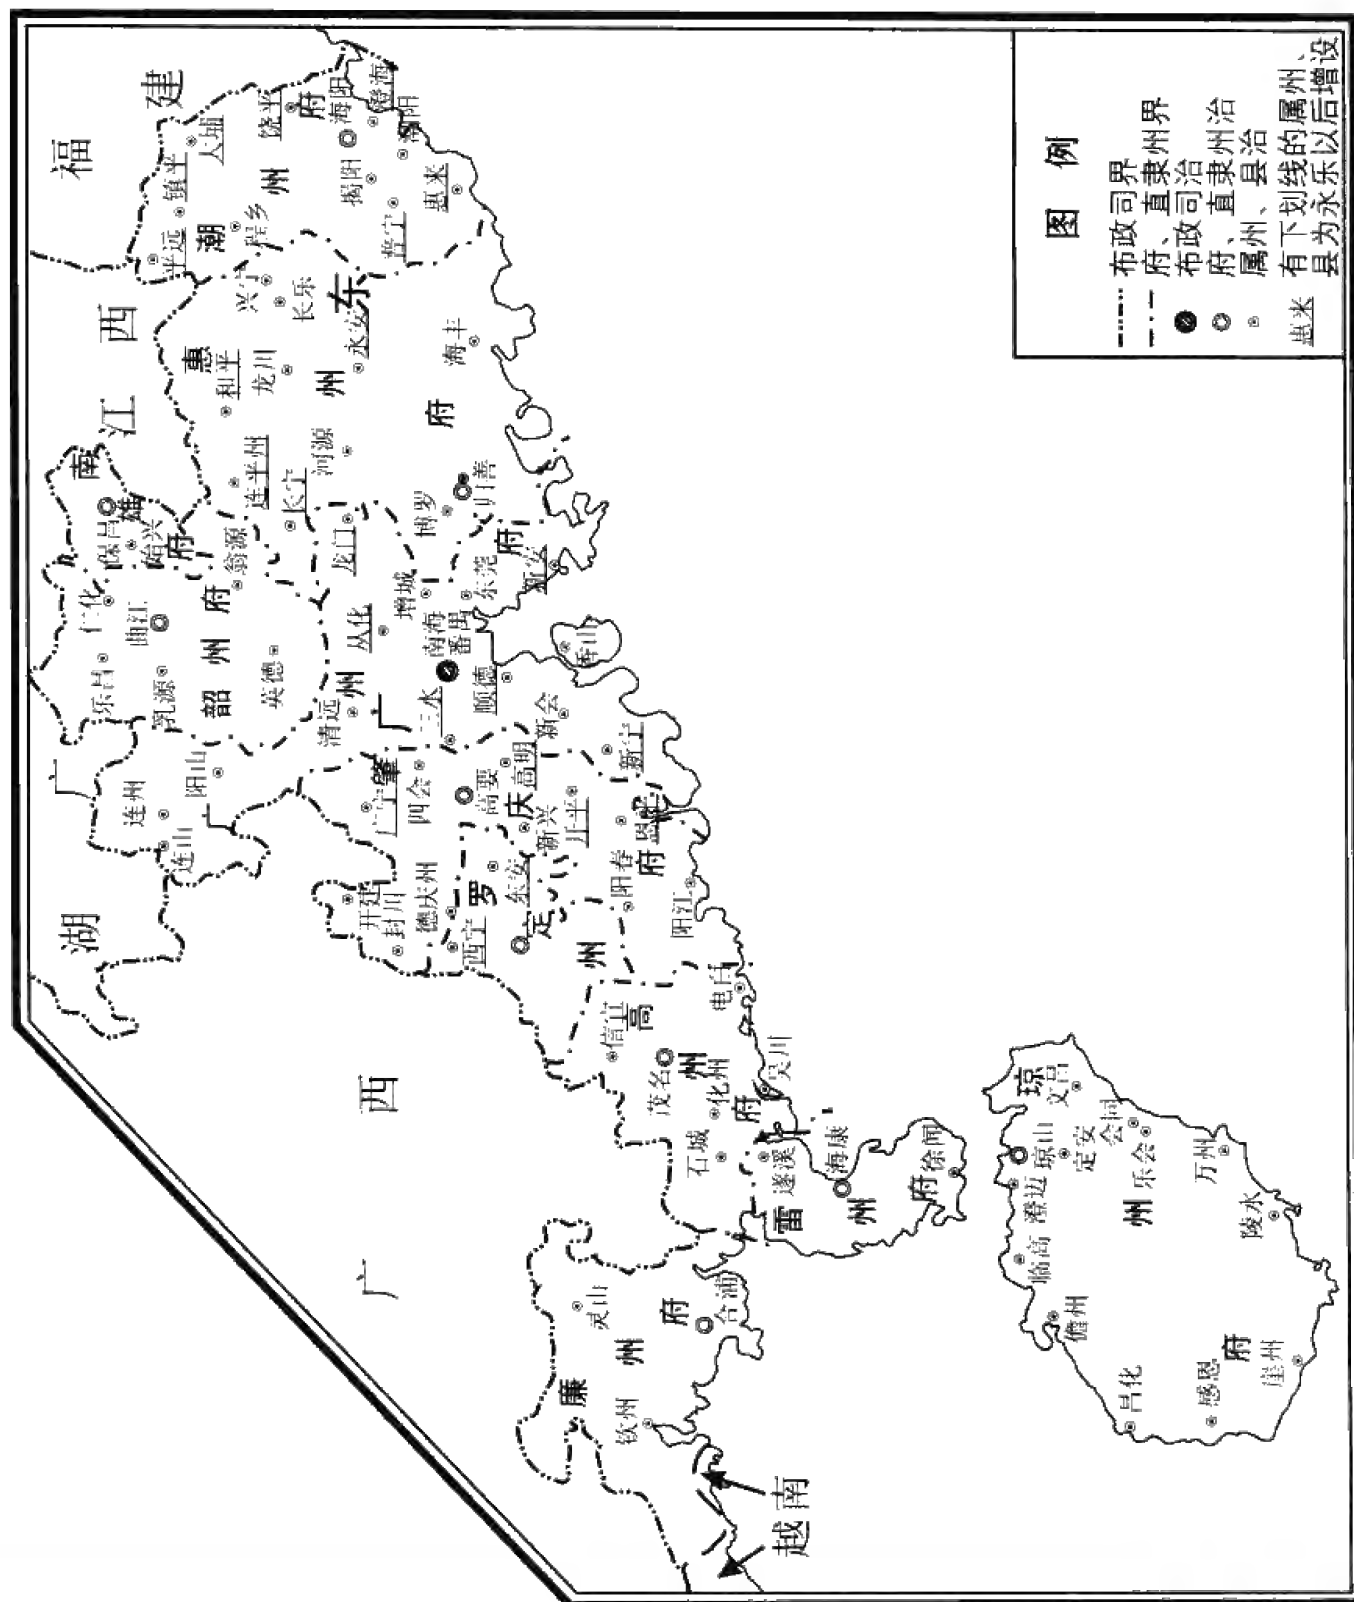 福
建
江
西
湖
广
广
西
广
东
越南
潮
州
府
平远
镇平
大埔
饶平
程乡
海阳
澄海
潮阳
揭阳
普宁
惠来
惠
州
府
兴宁
长乐
永安
和平
龙川
海丰
连平州
长宁
河源
博罗
归善
南
雄
府
保昌
始兴
韶
州
府
仁化
曲江
乐昌
乳源
翁源
英德
广
州
府
连州
连山
阳山
清远
龙门
从化
增城
南海
番禺
东莞
新安
香山
三水
顺德
新会
新宁
肇
庆
府
广宁
四会
高要
高明
新兴
开平
恩平
阳春
阳江
开建
封川
德庆州
罗
定
州
西宁
东安
高
州
府
信宜
茂名
电白
化州
吴川
石城
雷
州
府
遂溪
海康
徐闻
廉
州
府
灵山
合浦
钦州
琼
州
府
文昌
琼山
定安
会同
乐会
澄迈
临高
儋州
万州
陵水
昌化
感恩
崖州
图 例
布政司界
府、直隶州界
布政司治
府、直隶州治
属州、县治
惠来 有下划线的属州、
县为永乐以后增设